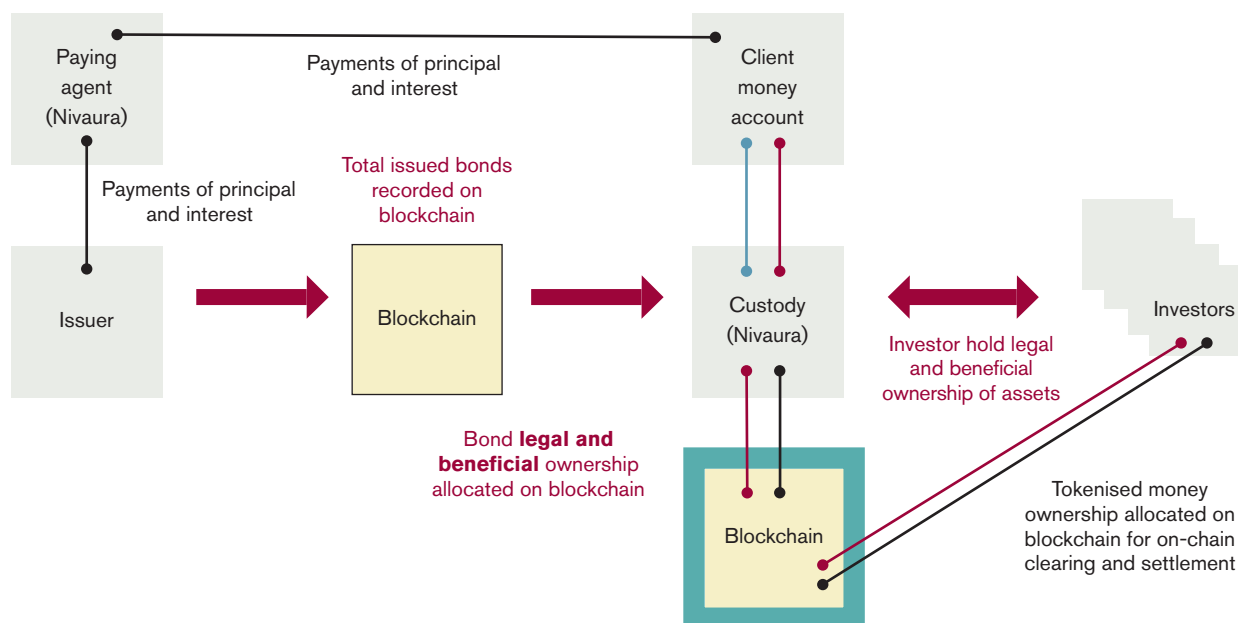 Paying
agent
(Nivaura)
Payments of principal
and interest
Client
money
account
Payments of principal
and interest
Total issued bonds
recorded on
blockchain
Issuer
Blockchain
Custody
(Nivaura)
Investors
Investor hold legal
and beneficial
ownership of assets
Bond legal and
beneficial ownership
allocated on blockchain
Blockchain
Tokenised money
ownership allocated on
blockchain for on-chain
clearing and settlement